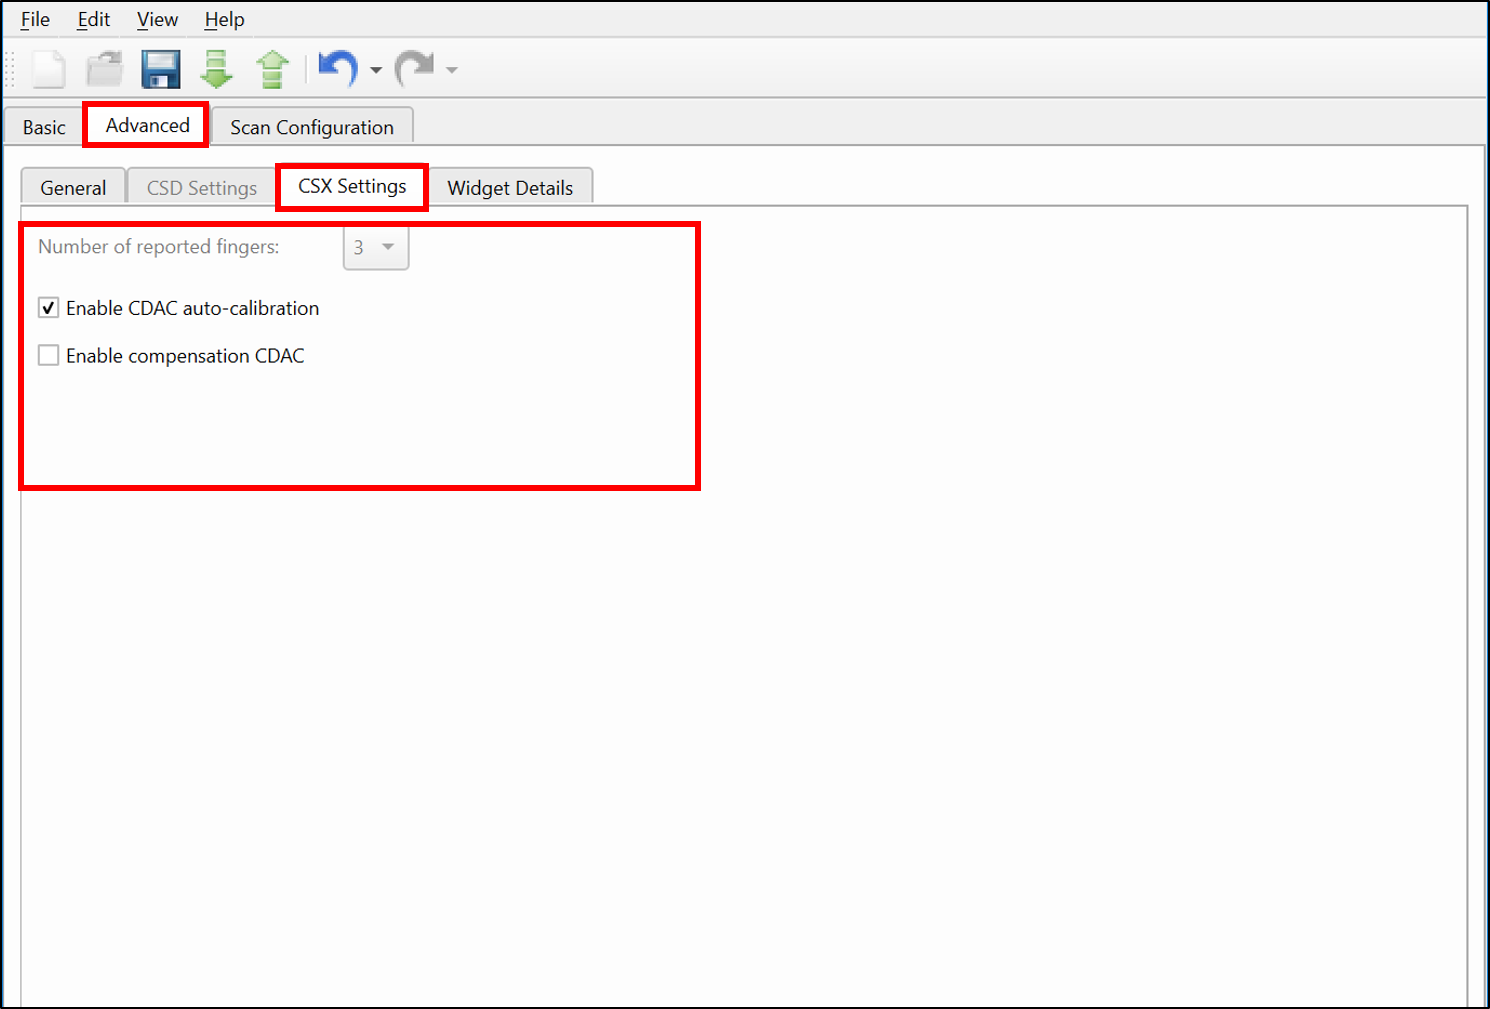 File Edit View Help
Basic Advanced Scan Configuration
General CSD Settings CSX Settings Widget Details
Number of reported fingers: 3
Enable CDAC auto-calibration
Enable compensation CDAC